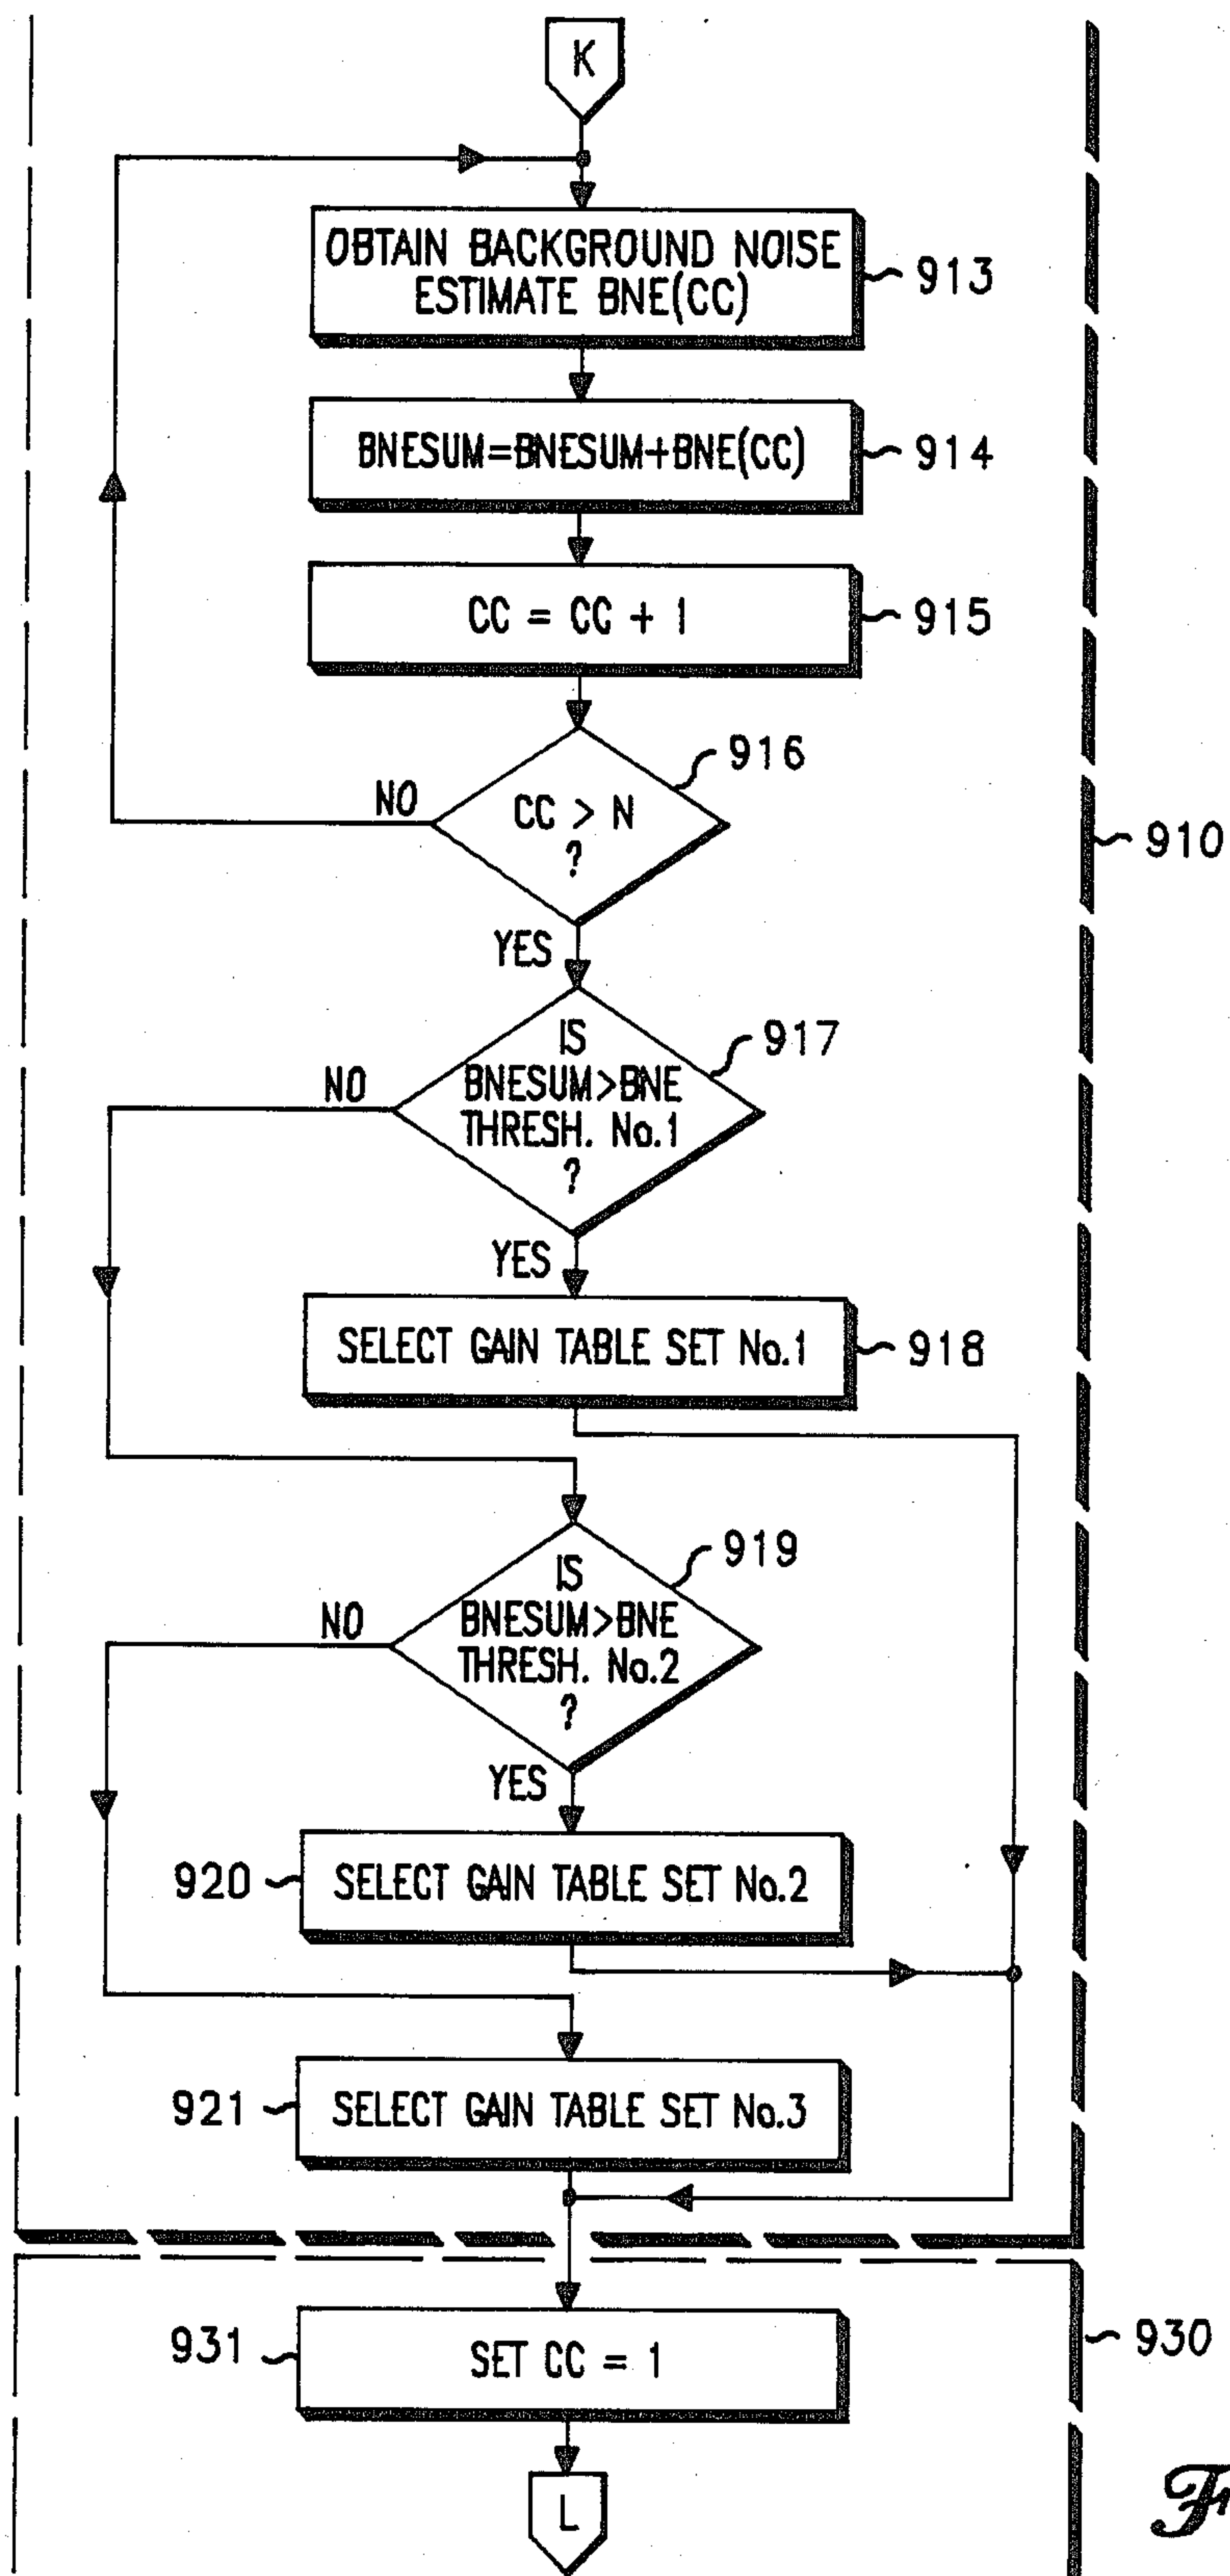 K
OBTAIN BACKGROUND NOISE
ESTIMATE BNE(CC)
913
BNESUM=BNESUM+BNE(CC)
914
CC = CC + 1
915
916
NO
CC > N
?
910
YES
917
NO
IS
BNESUM>BNE
THRESH. No.1
?
YES
SELECT GAIN TABLE SET No.1
918
919
NO
IS
BNESUM>BNE
THRESH. No.2
?
YES
920
SELECT GAIN TABLE SET No.2
921
SELECT GAIN TABLE SET No.3
931
SET CC = 1
930
L